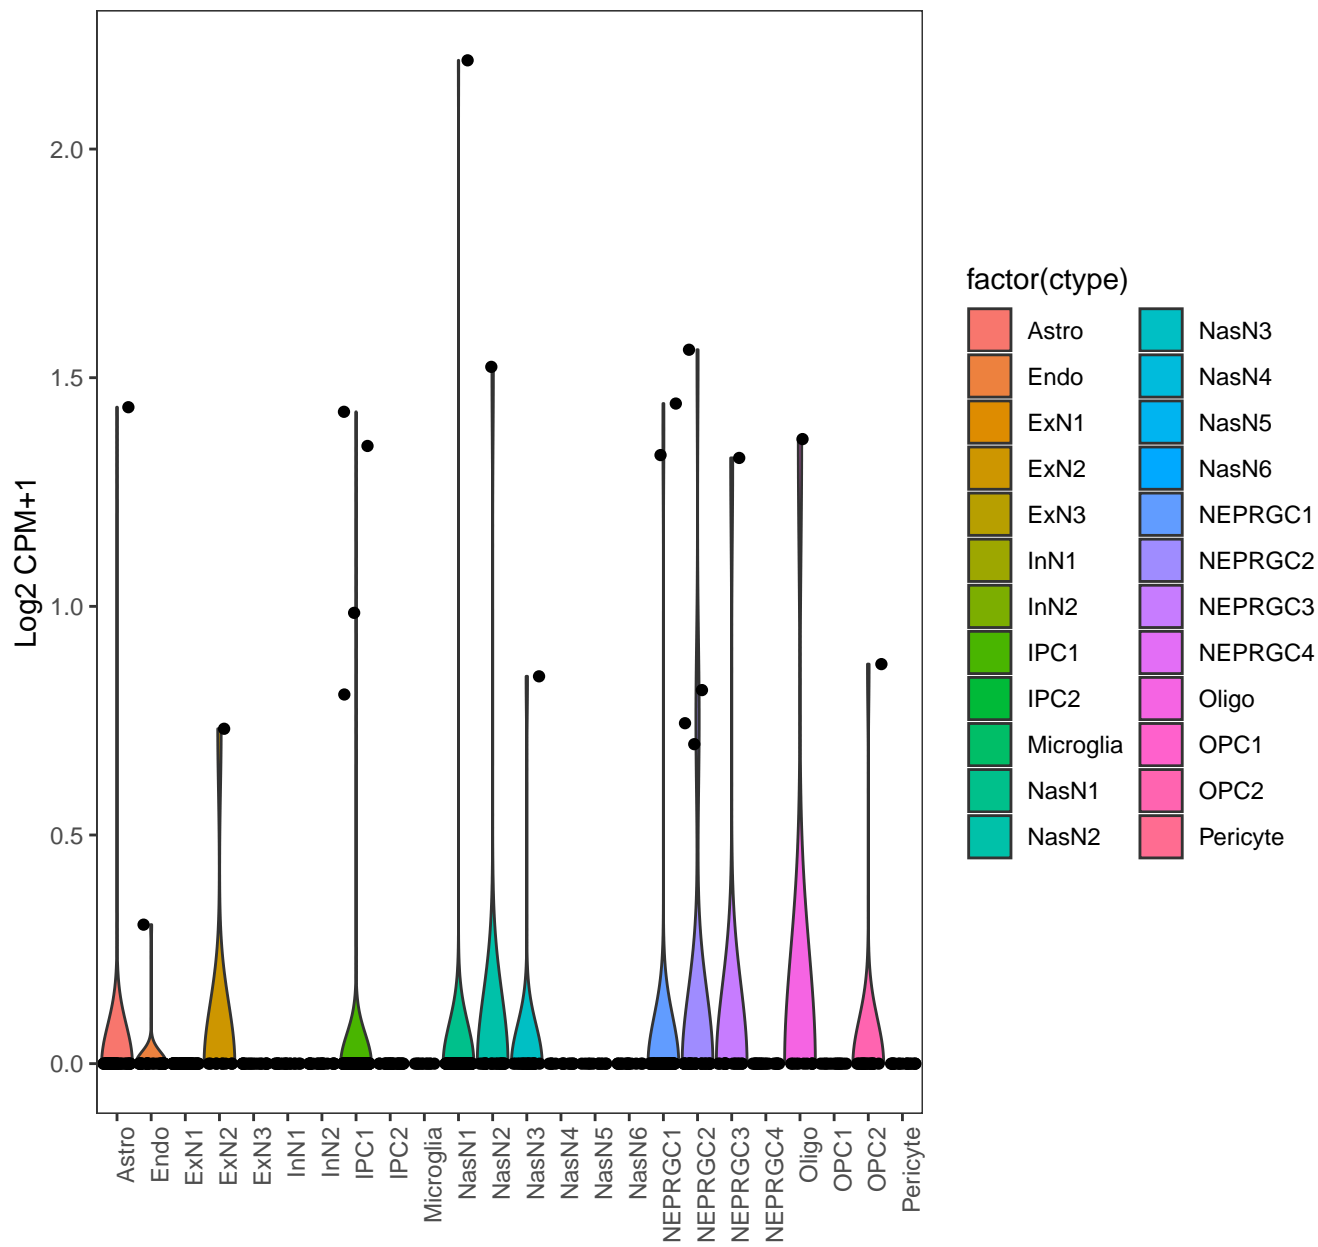 Log2 CPM+1
2.0
1.5
1.0
0.5
0.0
Astro
Endo
ExN1
ExN2
ExN3
InN1
InN2
IPC1
IPC2
Microglia
NasN1
NasN2
NasN3
NasN4
NasN5
NasN6
NEPRGC1
NEPRGC2
NEPRGC3
NEPRGC4
Oligo
OPC1
OPC2
Pericyte
factor(ctype)
Astro
Endo
ExN1
ExN2
ExN3
InN1
InN2
IPC1
IPC2
Microglia
NasN1
NasN2
NasN3
NasN4
NasN5
NasN6
NEPRGC1
NEPRGC2
NEPRGC3
NEPRGC4
Oligo
OPC1
OPC2
Pericyte